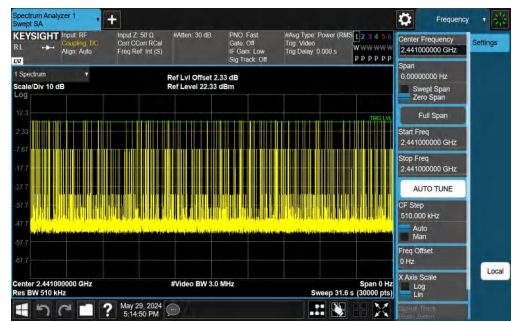 Spectrum Analyzer 1
Swept SA
+
Frequency
KEYSIGHT
RL
Input: RF
Coupling: DC
Align: Auto
Input Z: 50 Ω
Corr CCorr RCal
Freq Ref: Int (S)
#Atten: 30 dB
PNO: Fast
Gate: Off
IF Gain: Low
Sig Track: Off
#Avg Type: Power (RMS
Trig: Video
Trig Delay: 0.000 s
1 2 3 4 5 6
W W W W W W
P P P P P P
LV
1 Spectrum
Scale/Div 10 dB
Log
Ref Lvl Offset 2.33 dB
Ref Level 22.33 dBm
TRIG LVL
12.3
2.33
-7.67
-17.7
-27.7
-37.7
-47.7
-57.7
-67.7
Center 2.441000000 GHz
Res BW 510 kHz
#Video BW 3.0 MHz
Span 0 Hz
Sweep 31.6 s (30000 pts)
May 29, 2024
5:14:50 PM
?
Center Frequency
2.441000000 GHz
Settings
Span
0.00000000 Hz
Swept Span
Zero Span
Full Span
Start Freq
2.441000000 GHz
Stop Freq
2.441000000 GHz
AUTO TUNE
CF Step
510.000 kHz
Auto
Man
Freq Offset
0 Hz
X Axis Scale
Log
Lin
Signal Track
Local